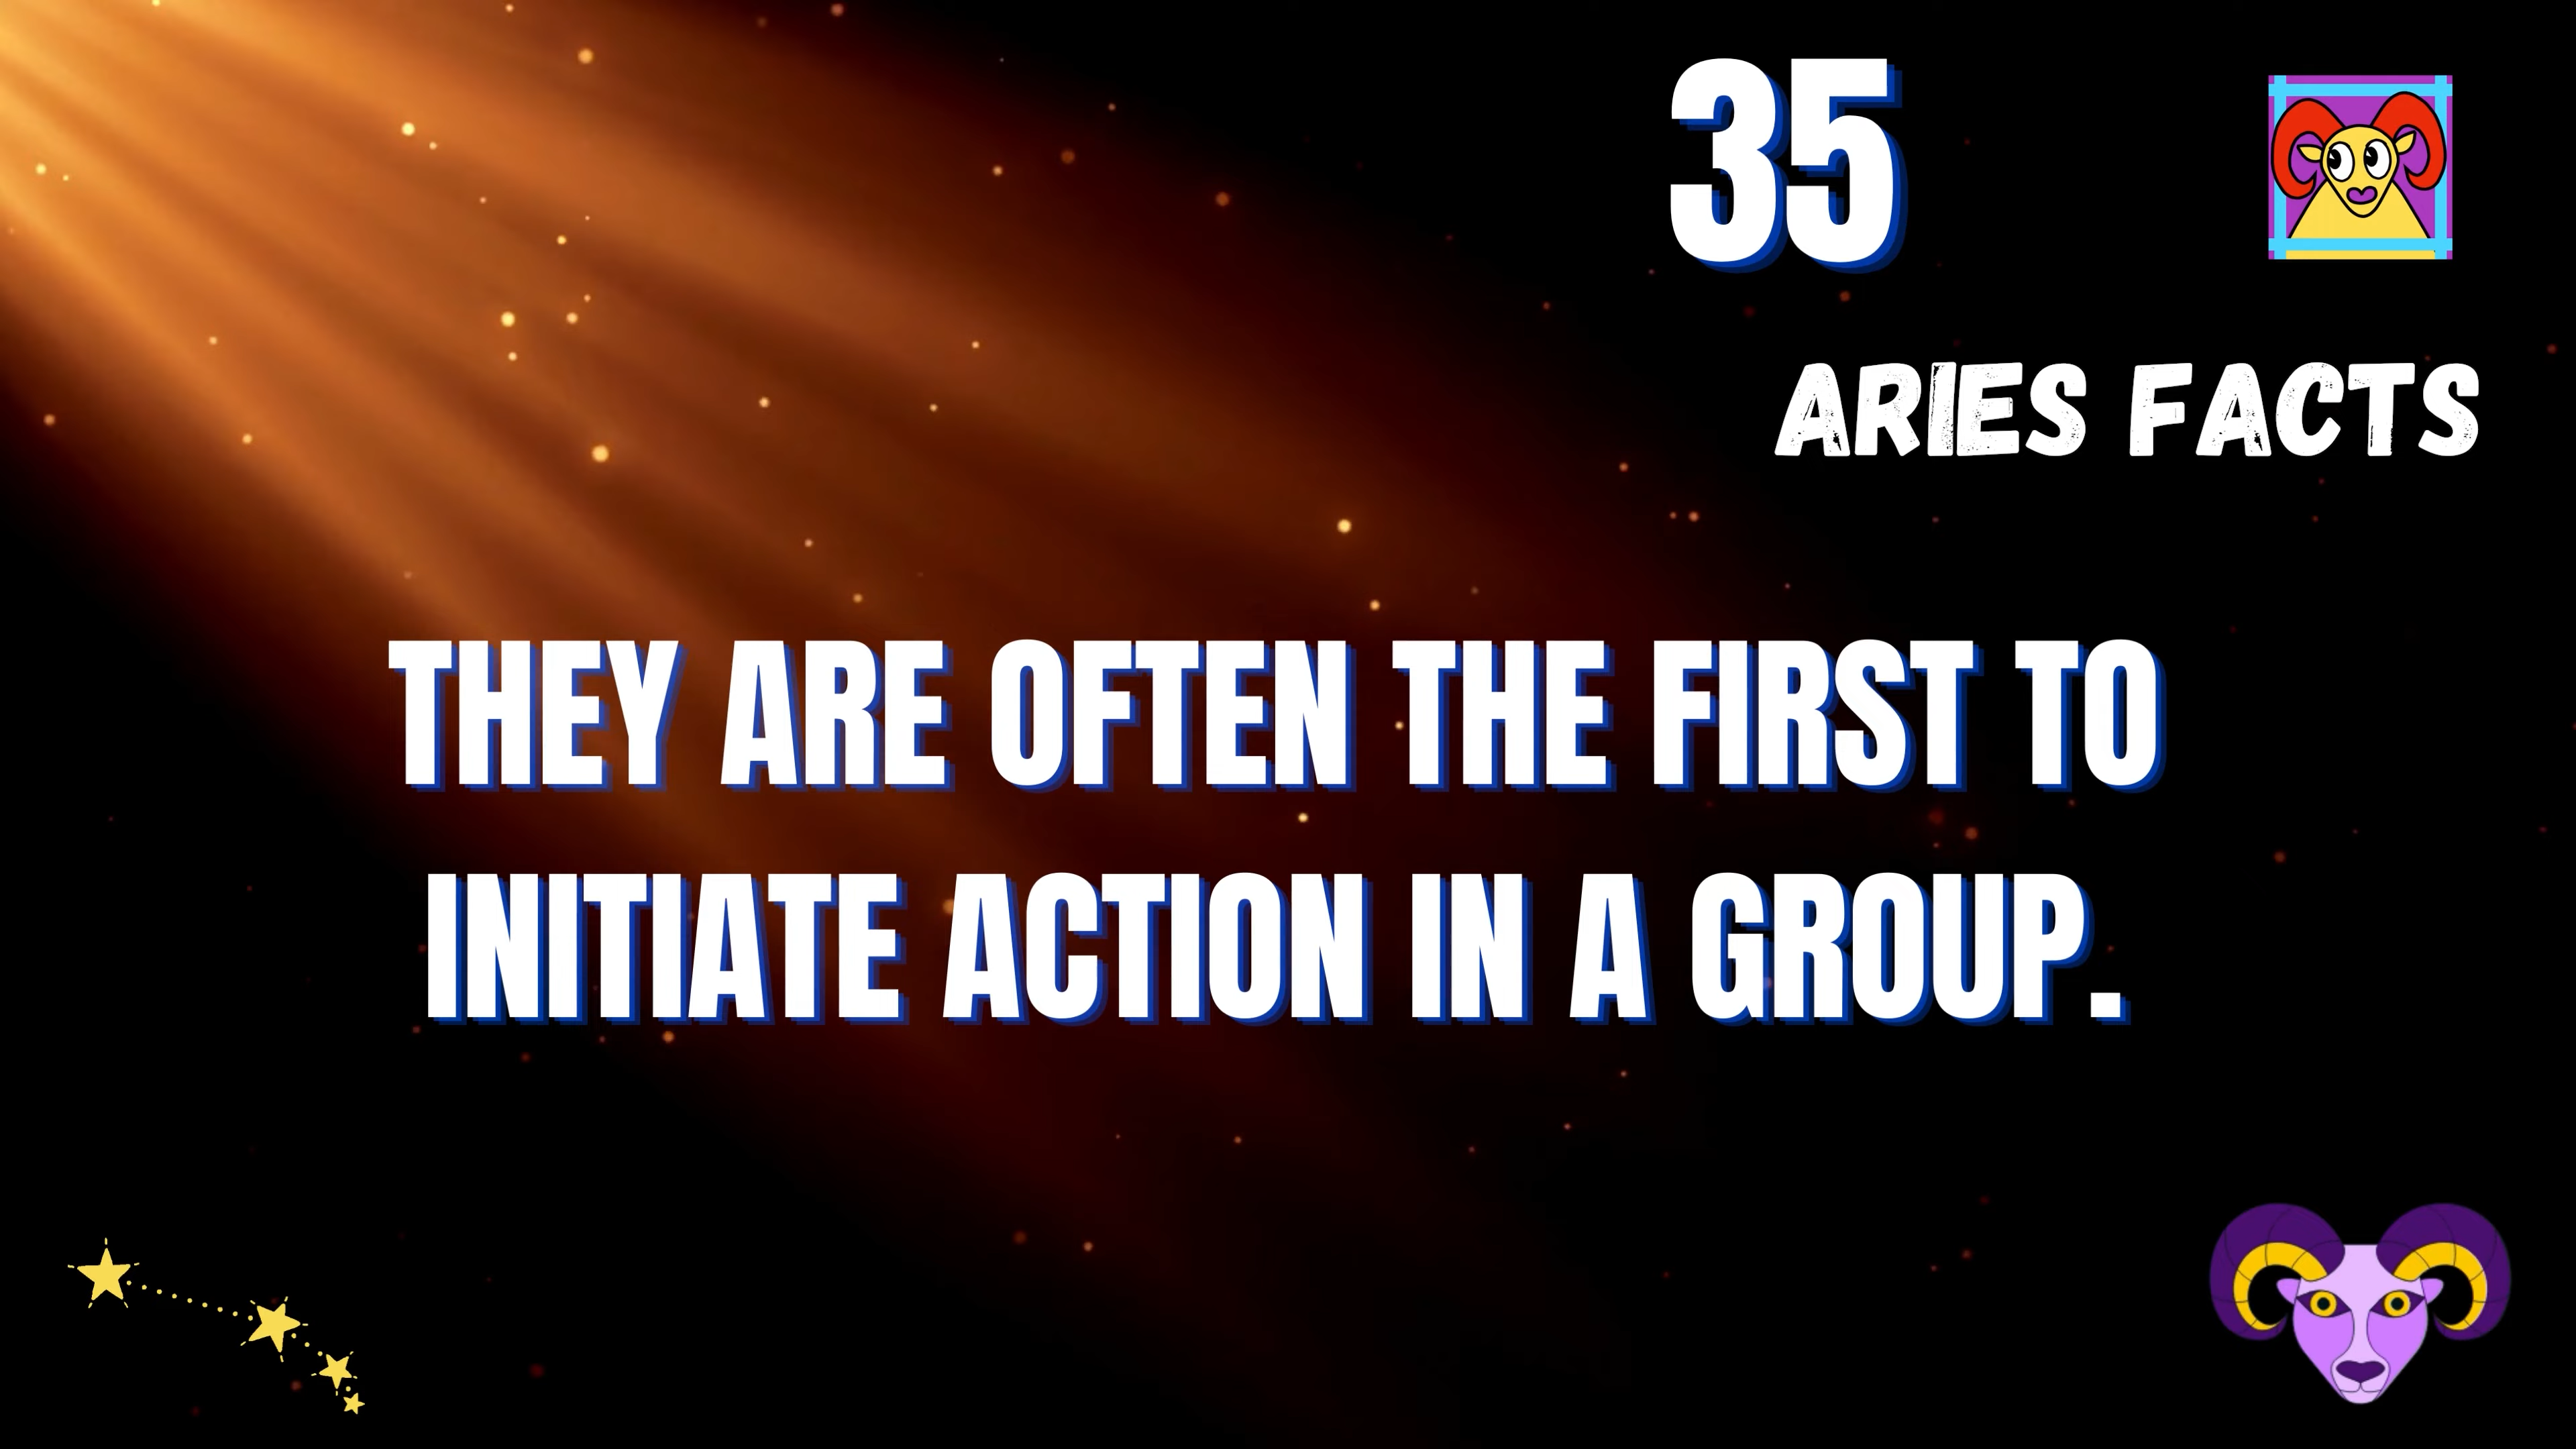 35
ARIES FACTS
THEY ARE OFTEN THE FIRST TO
INITIATE ACTION IN A GROUP.